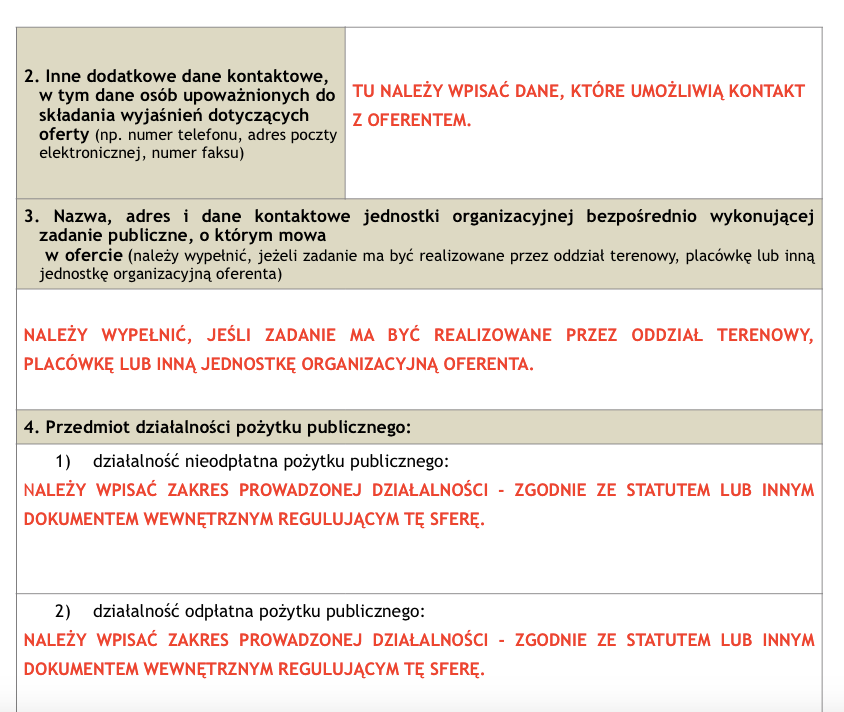 2. Inne dodatkowe dane kontaktowe,
w tym dane osób upoważnionych do
składania wyjaśnień dotyczących
oferty (np. numer telefonu, adres poczty
elektronicznej, numer faksu)
TU NALEŻY WPISAĆ DANE, KTÓRE UMOŻLIWIĄ KONTAKT
Z OFERENTEM.
3. Nazwa, adres i dane kontaktowe jednostki organizacyjnej bezpośrednio wykonującej
zadanie publiczne, o którym mowa
w ofercie (należy wypełnić, jeżeli zadanie ma być realizowane przez oddział terenowy, placówkę lub inną
jednostkę organizacyjną oferenta)
NALEŻY WYPEŁNIĆ, JEŚLI ZADANIE MA BYĆ REALIZOWANE PRZEZ ODDZIAŁ TERENOWY,
PLACÓWKĘ LUB INNĄ JEDNOSTKĘ ORGANIZACYJNĄ OFERENTA.
4. Przedmiot działalności pożytku publicznego:
1) działalność nieodpłatna pożytku publicznego:
NALEŻY WPISAĆ ZAKRES PROWADZONEJ DZIAŁALNOŚCI – ZGODNIE ZE STATUTEM LUB INNYM
DOKUMENTEM WEWNĘTRZNYM REGULUJĄCYM TĘ SFERĘ.
2) działalność odpłatna pożytku publicznego:
NALEŻY WPISAĆ ZAKRES PROWADZONEJ DZIAŁALNOŚCI – ZGODNIE ZE STATUTEM LUB INNYM
DOKUMENTEM WEWNĘTRZNYM REGULUJĄCYM TĘ SFERĘ.